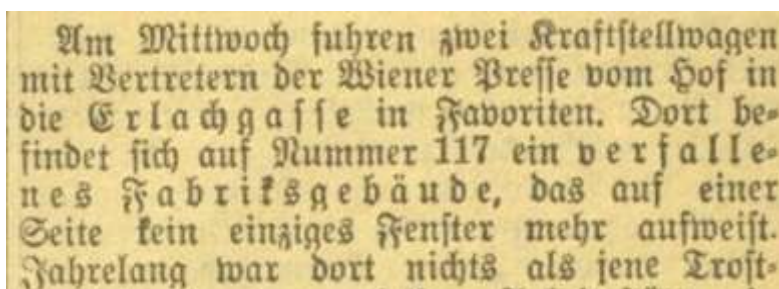 Am Mittwoch fuhren zwei Kraftstellwagen
mit Vertretern der Wiener Presse vom Hof in
die Erlachgasse in Favoriten. Dort be-
findet sich auf Nummer 117 ein verfalle-
nes Fabriksgebäude, das auf einer
Seite kein einziges Fenster mehr aufweist.
Jahrelang war dort nichts als jene Trost-